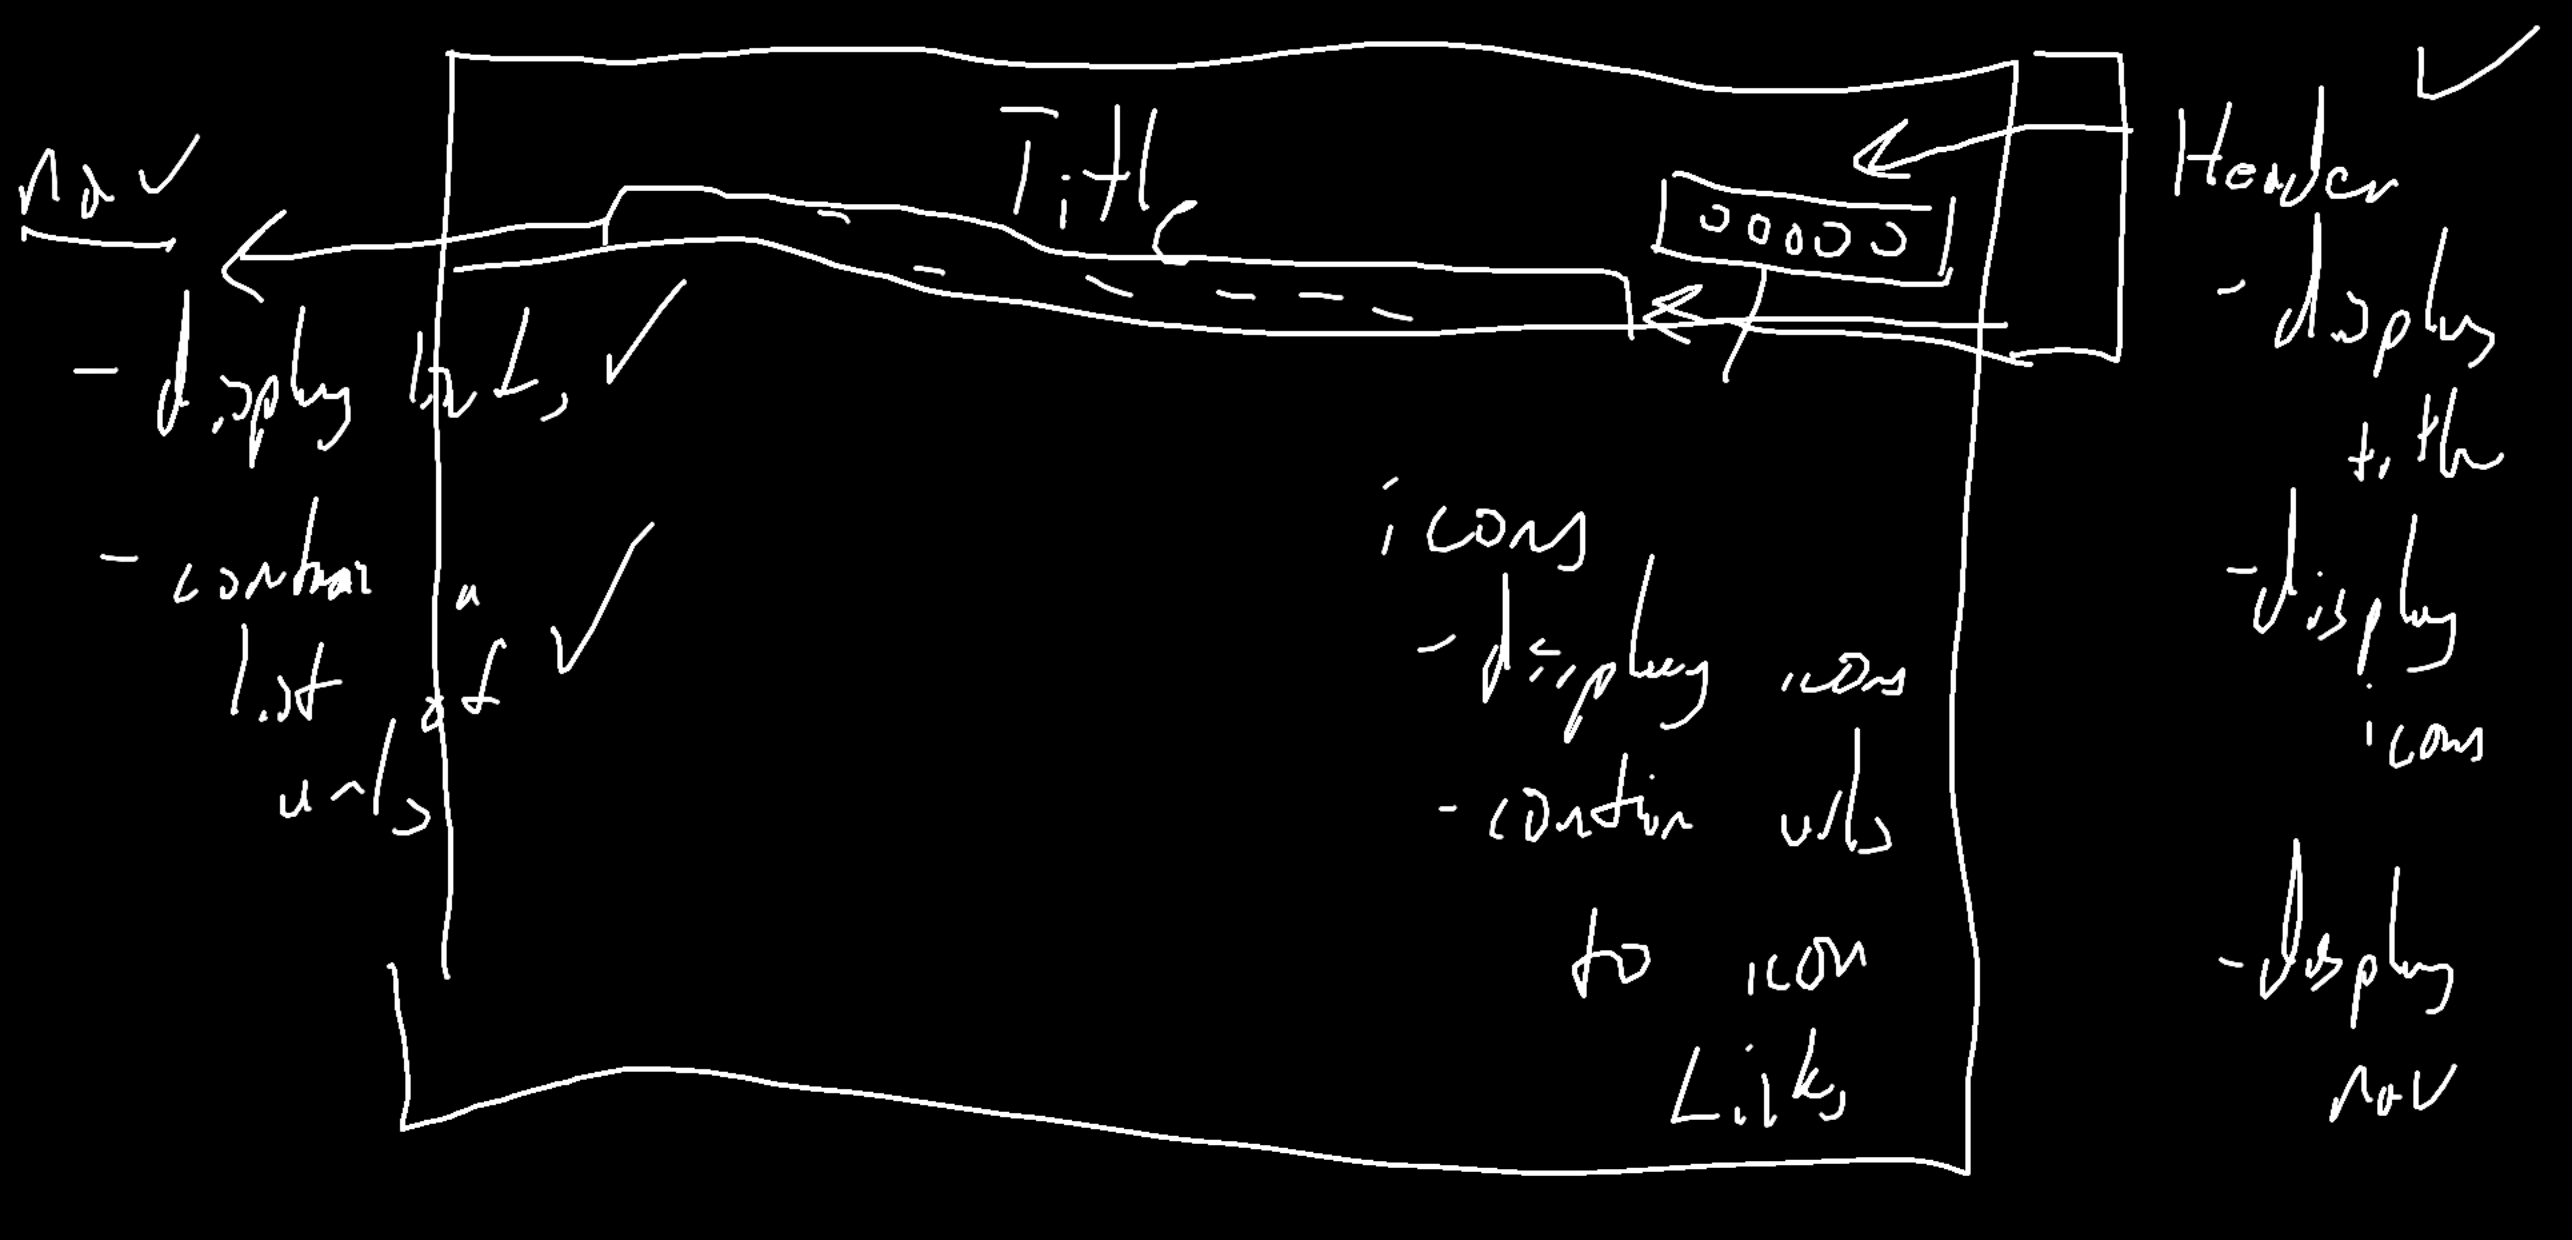 Title
nav
- display links
- contain a
list of
urls
icons
- display icons
- contain urls
to icon
Liks
Header
- display
title
- display
icons
- display
nav